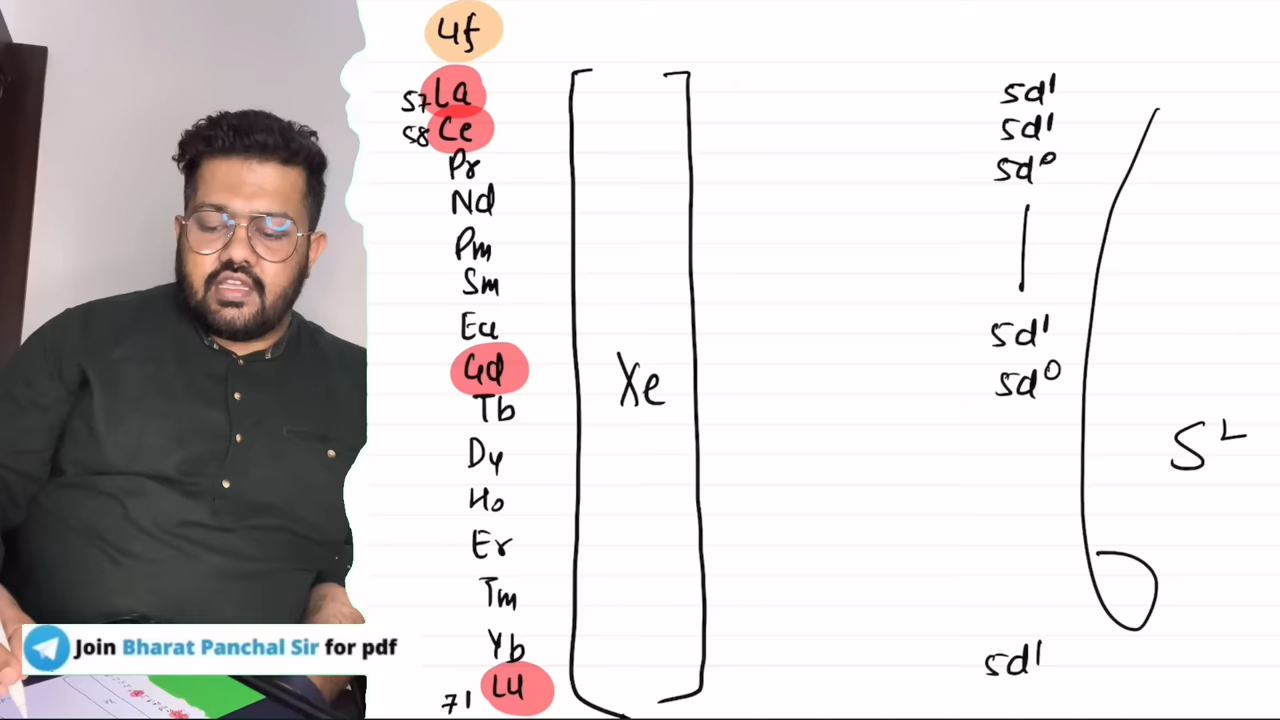 4f
57 La 5d¹
58 Ce 5d¹
Pr 5d⁰
Nd
Pm
Sm
Eu 5d¹
Gd Xe 5d⁰
Tb
Dy
Ho
Er
Tm
Join Bharat Panchal Sir for pdf
Yb 5d¹
71 Lu